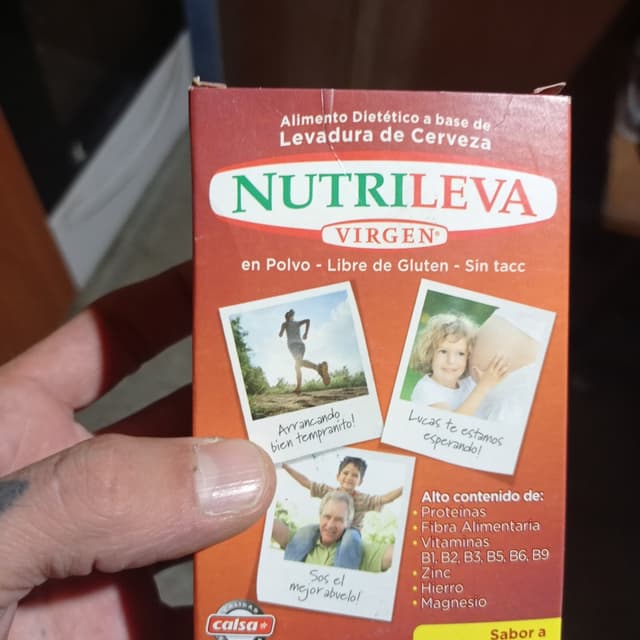 Alimento Dietético a base de
Levadura de Cerveza
NUTRILEVA
VIRGEN®
en Polvo - Libre de Gluten - Sin tacc
Arrancando
bien tempranito!
Lucas te estamos
esperando!
Sos el
mejor abuelo!
Alto contenido de:
• Proteínas
• Fibra Alimentaria
• Vitaminas
B1, B2, B3, B5, B6, B9
• Zinc
• Hierro
• Magnesio
calsa
Sabor a